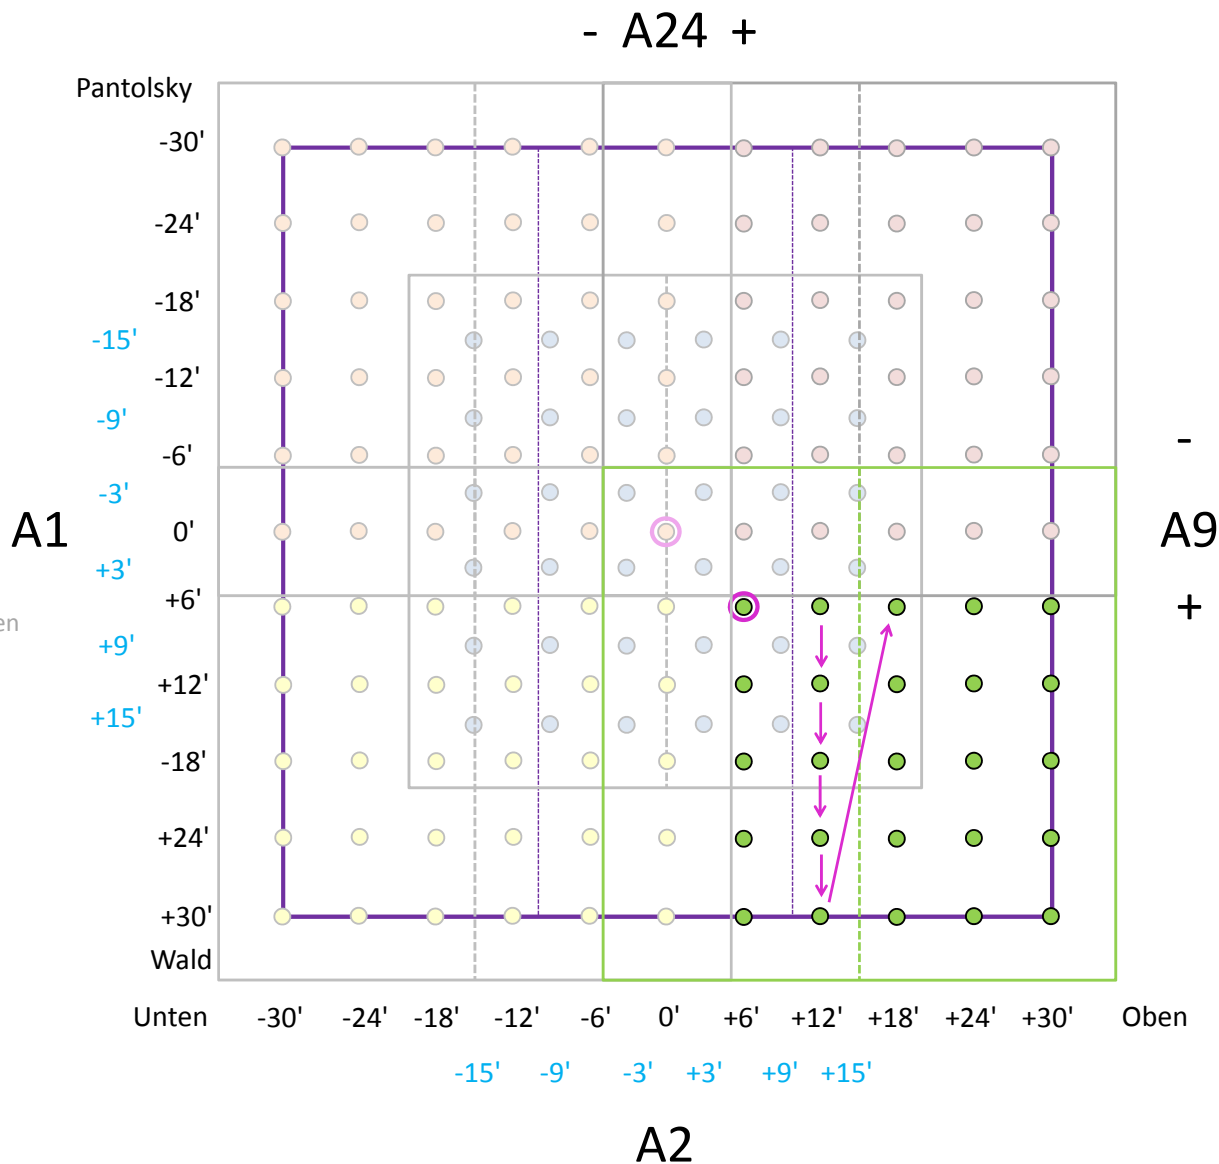 - A24 +
Pantolsky
-30'
-24'
-18'
-15'
-12'
-9'
-6'
-
-3'
A1 0' A9
+3'
+6'
+
en
+9'
+12'
+15'
-18'
+24'
+30'
Wald
Unten -30' -24' -18' -12' -6' 0' +6' +12' +18' +24' +30' Oben
-15' -9' -3' +3' +9' +15'
A2